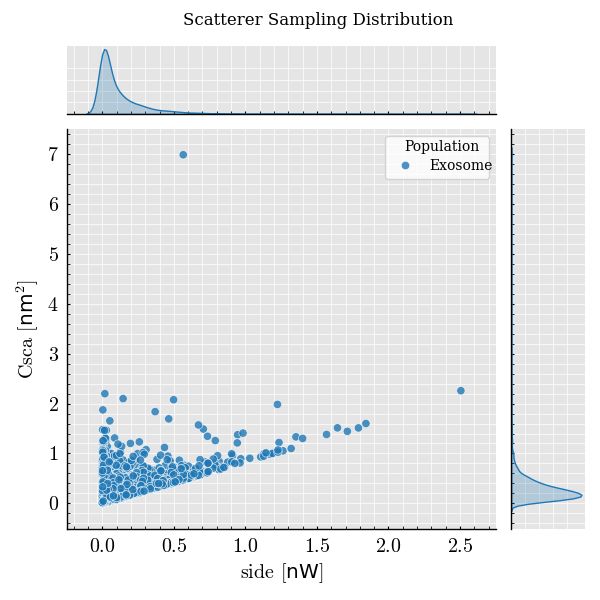 Scatterer Sampling Distribution
Population
Exosome
7
6
5
4
3
2
1
0
Csca [nm²]
0.0 0.5 1.0 1.5 2.0 2.5
side [nW]